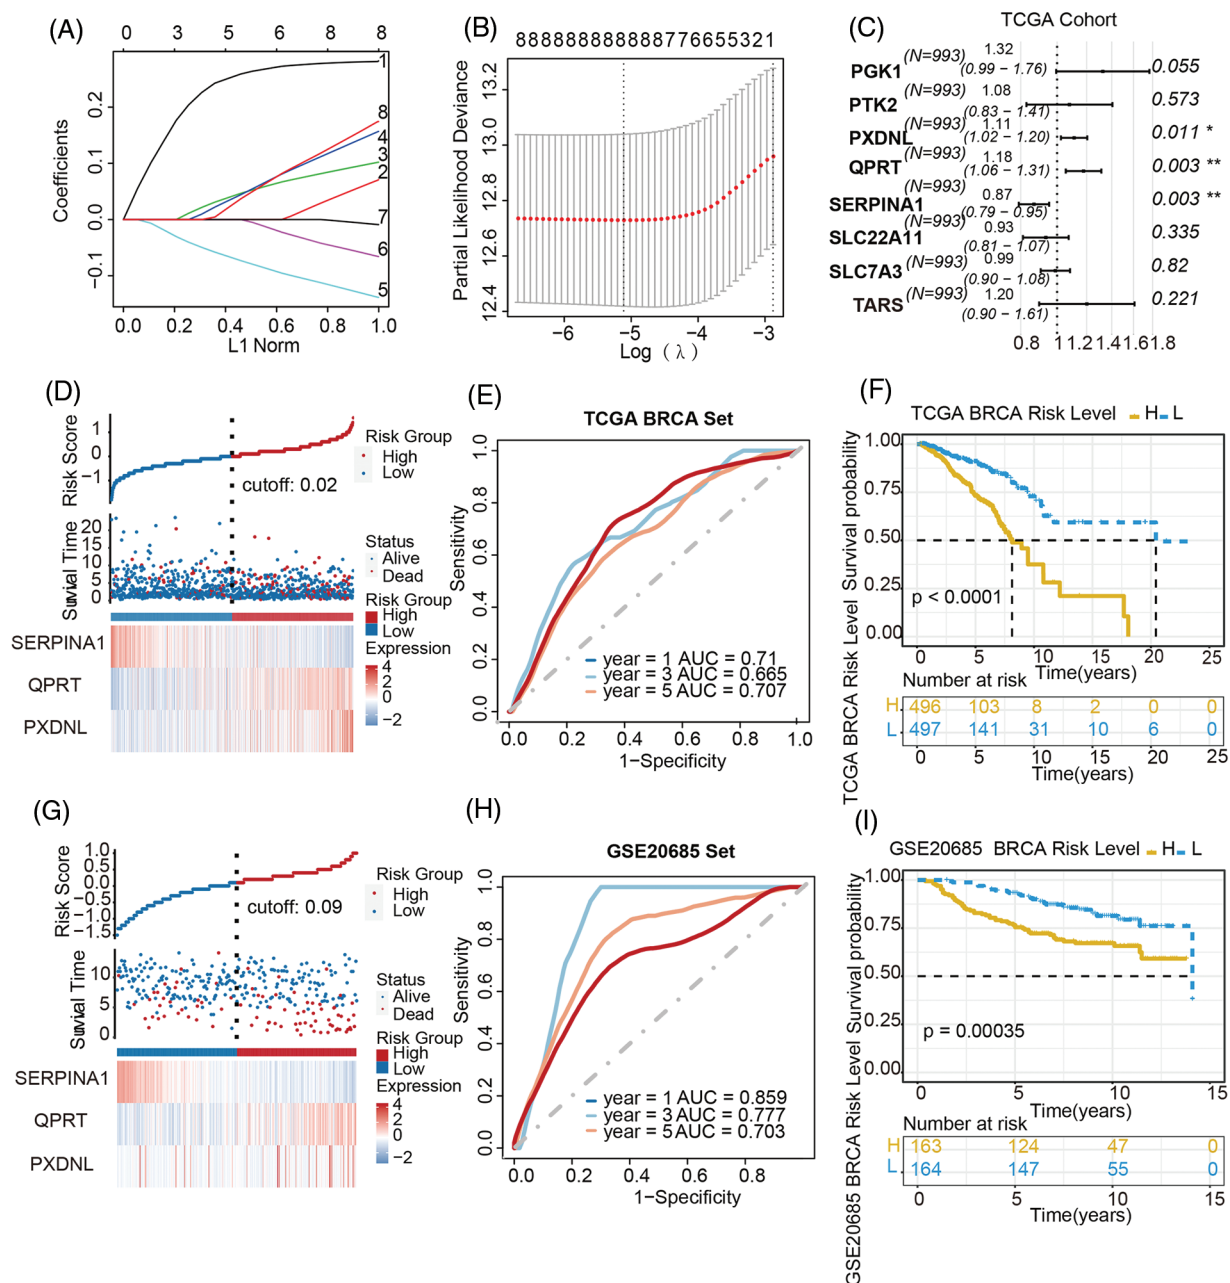 (A)
0 3 5 5 6 8
Coefficients
0.2
0.1
0.0
−0.1
1
8
4
3
2
7
6
5
0.0 0.2 0.4 0.6 0.8 1.0
L1 Norm
(B)
8888888888888776655321
Partial Likelihood Deviance
13.2
13.0
12.8
12.6
12.4
−6 −5 −4 −3
Log (λ)
(C)
TCGA Cohort
PGK1 (N=993) 1.32 (0.99 − 1.76) 0.055
PTK2 (N=993) 1.08 (0.83 − 1.41) 0.573
PXDNL (N=993) 1.11 (1.02 − 1.20) 0.011 *
QPRT (N=993) 1.18 (1.06 − 1.31) 0.003 **
SERPINA1 (N=993) 0.87 (0.79 − 0.95) 0.003 **
SLC22A11 (N=993) 0.93 (0.81 − 1.07) 0.335
SLC7A3 (N=993) 0.99 (0.90 − 1.08) 0.82
TARS (N=993) 1.20 (0.90 − 1.61) 0.221
0.8 1 1.2 1.4 1.6 1.8
(D)
Risk Score
1
0
−1
cutoff: 0.02
Risk Group
High
Low
Survival Time
20
15
10
5
0
Status
Alive
Dead
Risk Group
High
Low
Expression
4
2
0
−2
SERPINA1
QPRT
PXDNL
(E)
TCGA BRCA Set
Sensitivity
1.0
0.8
0.6
0.4
0.2
0.0
year = 1 AUC = 0.71
year = 3 AUC = 0.665
year = 5 AUC = 0.707
0.0 0.2 0.4 0.6 0.8 1.0
1−Specificity
(F)
TCGA BRCA Risk Level H L
TCGA BRCA Risk Level Survival probability
1.00
0.75
0.50
0.25
0.00
p < 0.0001
0 5 10 15 20 25
Time(years)
Number at risk
H 496 103 8 2 0 0
L 497 141 31 10 6 0
0 5 10 15 20 25
Time(years)
(G)
Risk Score
1.0
0.5
0.0
−0.5
−1.0
−1.5
cutoff: 0.09
Risk Group
High
Low
Survival Time
10
5
0
Status
Alive
Dead
Risk Group
High
Low
Expression
4
2
0
−2
SERPINA1
QPRT
PXDNL
(H)
GSE20685 Set
Sensitivity
1.0
0.8
0.6
0.4
0.2
0.0
year = 1 AUC = 0.859
year = 3 AUC = 0.777
year = 5 AUC = 0.703
0.0 0.2 0.4 0.6 0.8 1.0
1−Specificity
(I)
GSE20685 BRCA Risk Level H L
GSE20685 BRCA Risk Level Survival probability
1.00
0.75
0.50
0.25
0.00
p = 0.00035
0 5 10 15
Time(years)
Number at risk
H 163 124 47 0
L 164 147 55 0
0 5 10 15
Time(years)